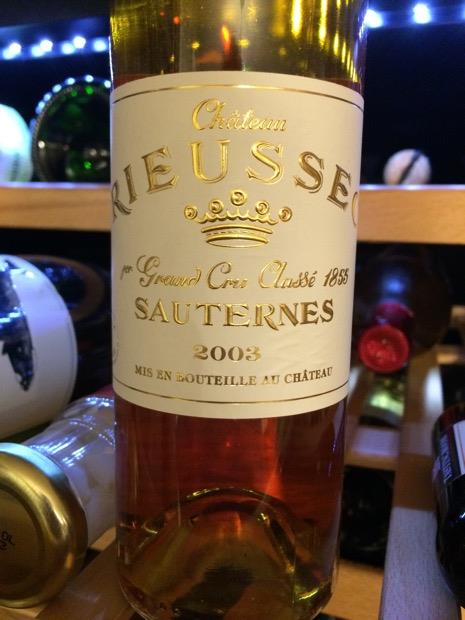 Château
RIEUSSEC
1er Grand Cru Classé 1855
SAUTERNES
2003
MIS EN BOUTEILLE AU CHÂTEAU